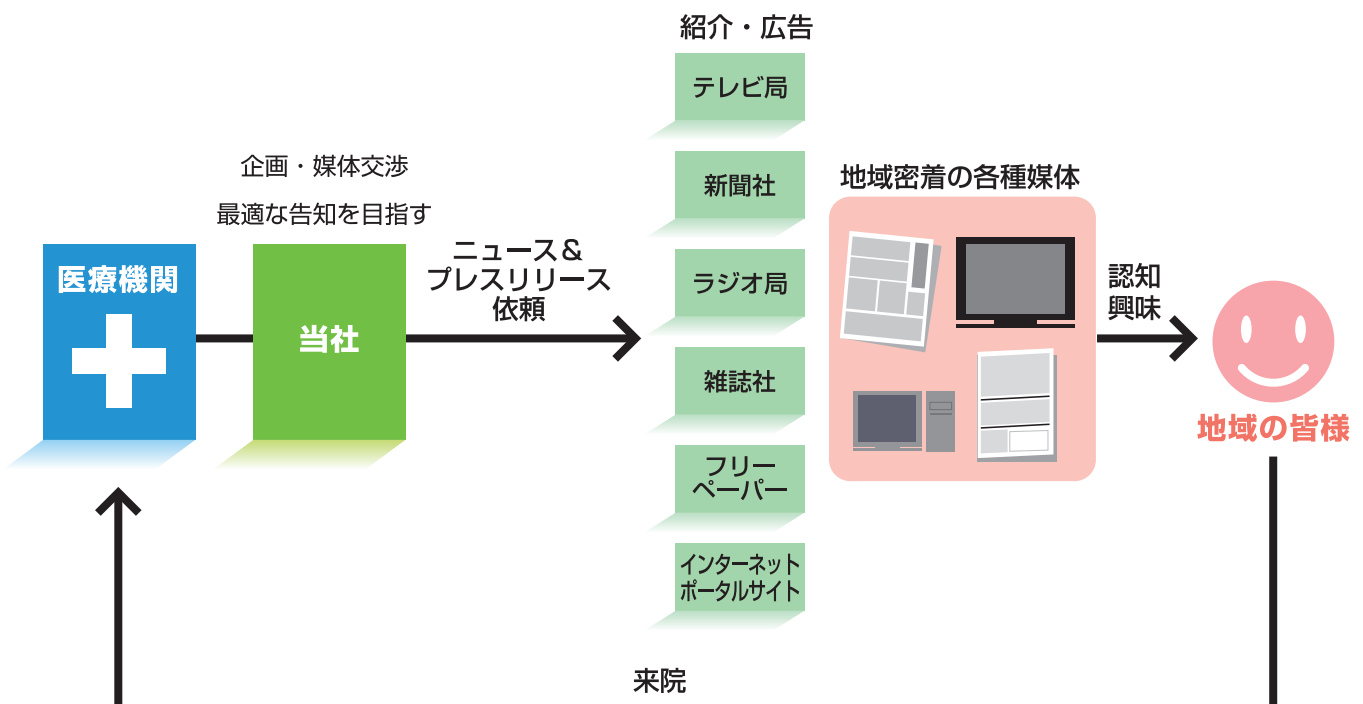 紹介・広告
テレビ局
新聞社
ラジオ局
雑誌社
フリー
ペーパー
インターネット
ポータルサイト
企画・媒体交渉
最適な告知を目指す
医療機関
当社
ニュース＆
プレスリリース
依頼
地域密着の各種媒体
認知
興味
地域の皆様
来院